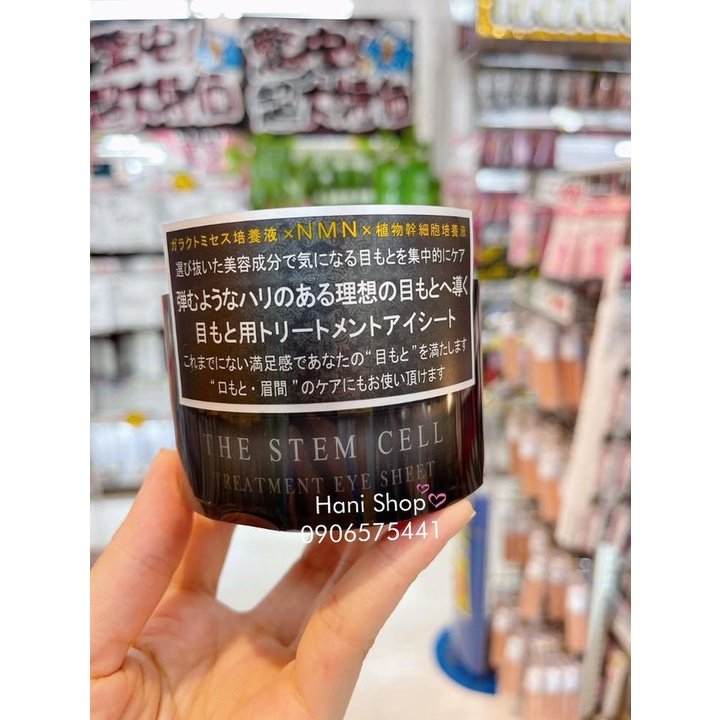 ガラクトミセス培養液×NMN×植物幹細胞培養液
選び抜いた美容成分で気になる目もとを集中的にケア
弾むようなハリのある理想の目もとへ導く
目もと用トリートメントアイシート
これまでにない満足感であなたの“目もと”を満たします
“口もと・眉間”のケアにもお使い頂けます
THE STEM CELL
TREATMENT EYE SHEET
Hani Shop
0906575441